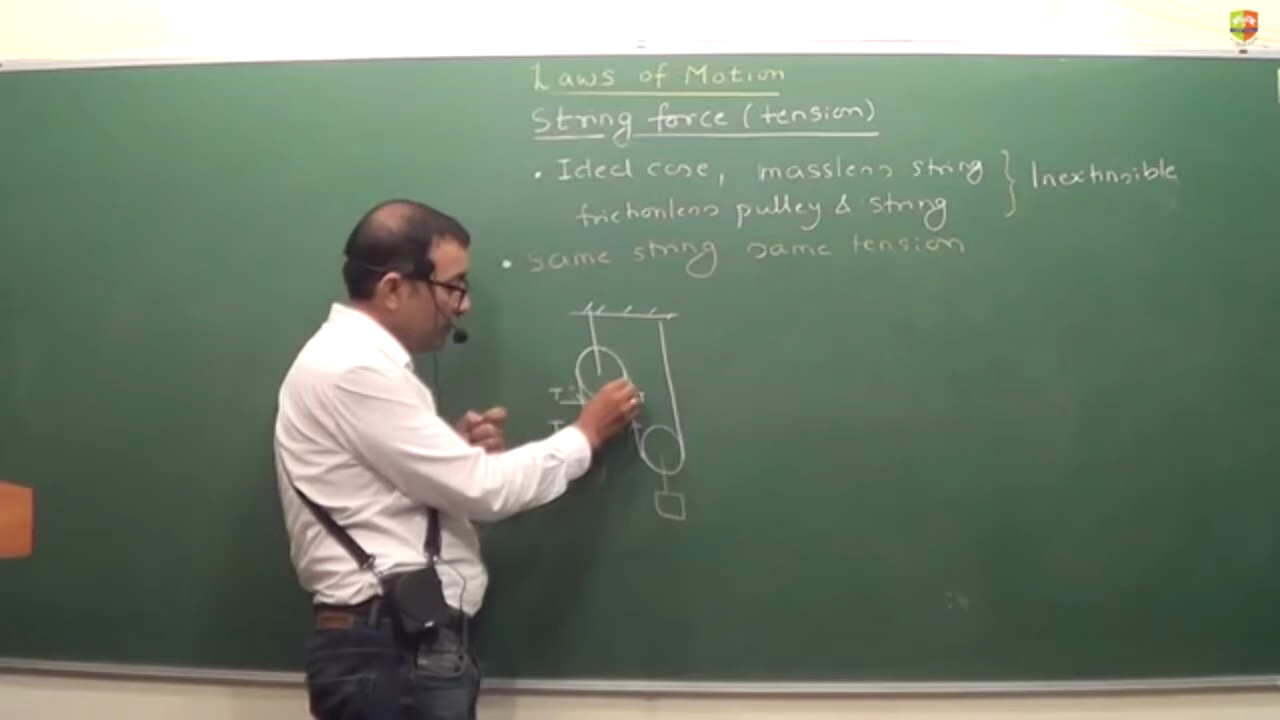 Laws of Motion
String force (tension)
• Ideal case, massless string } Inextensible
frictionless pulley & string
• Same string same tension
T
T